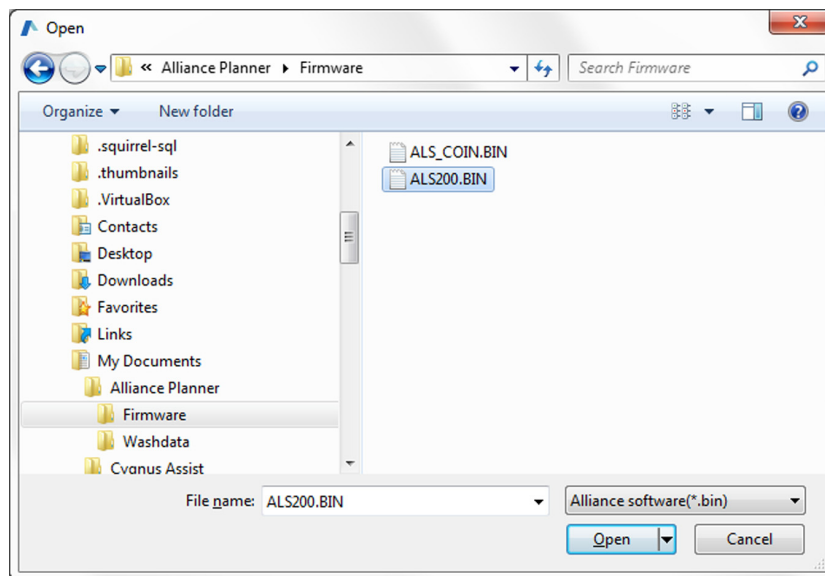 Open
« Alliance Planner Firmware
Search Firmware
Organize New folder
.squirrel-sql
.thumbnails
.VirtualBox
Contacts
Desktop
Downloads
Favorites
Links
My Documents
Alliance Planner
Firmware
Washdata
Cygnus Assist
ALS_COIN.BIN
ALS200.BIN
File name: ALS200.BIN
Alliance software(*.bin)
Open Cancel